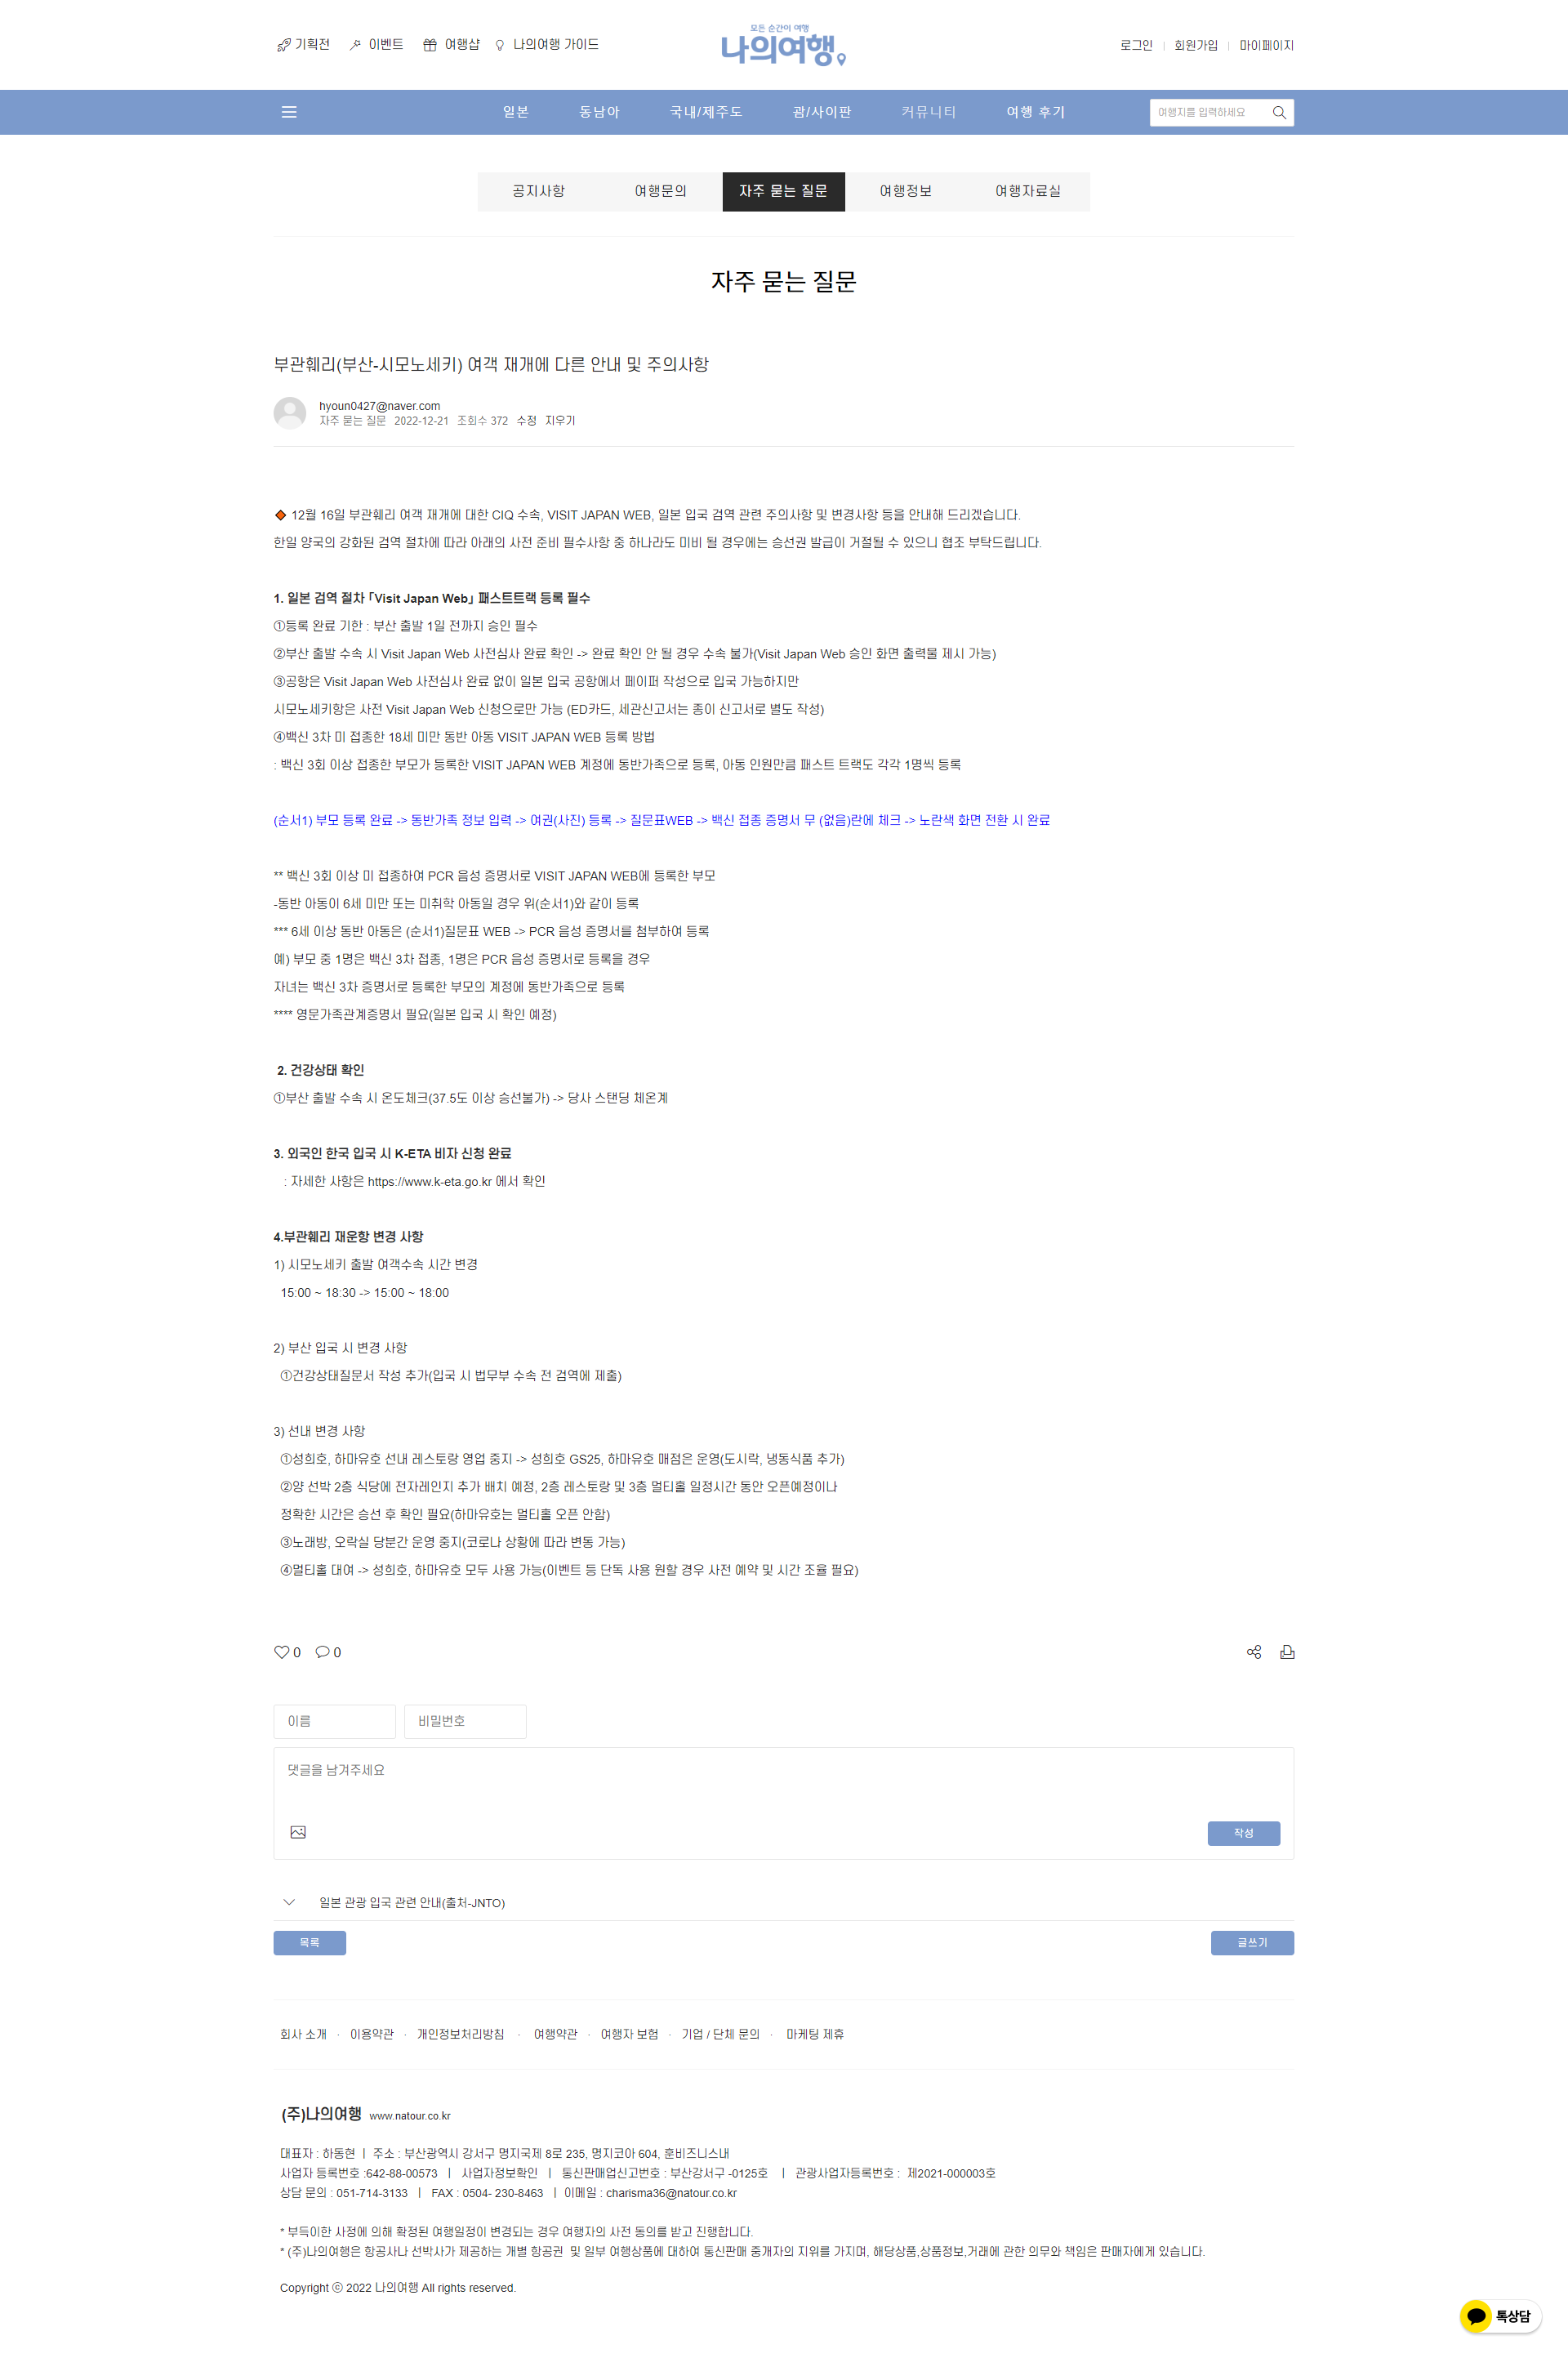 기획전 이벤트 여행샵 나의여행 가이드
모든 순간이 여행
나의여행
로그인 회원가입 마이페이지
일본 동남아 국내/제주도 괌/사이판 커뮤니티 여행 후기
여행지를 입력하세요
공지사항 여행문의 자주 묻는 질문 여행정보 여행자료실
자주 묻는 질문
부관훼리(부산-시모노세키) 여객 재개에 다른 안내 및 주의사항
hyoun0427@naver.com
자주 묻는 질문 2022-12-21 조회수 372 수정 지우기
🔶 12월 16일 부관훼리 여객 재개에 대한 CIQ 수속, VISIT JAPAN WEB, 일본 입국 검역 관련 주의사항 및 변경사항 등을 안내해 드리겠습니다.
한일 양국의 강화된 검역 절차에 따라 아래의 사전 준비 필수사항 중 하나라도 미비 될 경우에는 승선권 발급이 거절될 수 있으니 협조 부탁드립니다.
1. 일본 검역 절차 「Visit Japan Web」 패스트트랙 등록 필수
①등록 완료 기한 : 부산 출발 1일 전까지 승인 필수
②부산 출발 수속 시 Visit Japan Web 사전심사 완료 확인 -> 완료 확인 안 될 경우 수속 불가(Visit Japan Web 승인 화면 출력물 제시 가능)
③공항은 Visit Japan Web 사전심사 완료 없이 일본 입국 공항에서 페이퍼 작성으로 입국 가능하지만
시모노세키항은 사전 Visit Japan Web 신청으로만 가능 (ED카드, 세관신고서는 종이 신고서로 별도 작성)
④백신 3차 미 접종한 18세 미만 동반 아동 VISIT JAPAN WEB 등록 방법
: 백신 3회 이상 접종한 부모가 등록한 VISIT JAPAN WEB 계정에 동반가족으로 등록, 아동 인원만큼 패스트 트랙도 각각 1명씩 등록
(순서1) 부모 등록 완료 -> 동반가족 정보 입력 -> 여권(사진) 등록 -> 질문표WEB -> 백신 접종 증명서 무 (없음)란에 체크 -> 노란색 화면 전환 시 완료
** 백신 3회 이상 미 접종하여 PCR 음성 증명서로 VISIT JAPAN WEB에 등록한 부모
-동반 아동이 6세 미만 또는 미취학 아동일 경우 위(순서1)와 같이 등록
*** 6세 이상 동반 아동은 (순서1)질문표 WEB -> PCR 음성 증명서를 첨부하여 등록
예) 부모 중 1명은 백신 3차 접종, 1명은 PCR 음성 증명서로 등록을 경우
자녀는 백신 3차 증명서로 등록한 부모의 계정에 동반가족으로 등록
**** 영문가족관계증명서 필요(일본 입국 시 확인 예정)
2. 건강상태 확인
①부산 출발 수속 시 온도체크(37.5도 이상 승선불가) -> 당사 스탠딩 체온계
3. 외국인 한국 입국 시 K-ETA 비자 신청 완료
: 자세한 사항은 https://www.k-eta.go.kr 에서 확인
4.부관훼리 재운항 변경 사항
1) 시모노세키 출발 여객수속 시간 변경
15:00 ~ 18:30 -> 15:00 ~ 18:00
2) 부산 입국 시 변경 사항
①건강상태질문서 작성 추가(입국 시 법무부 수속 전 검역에 제출)
3) 선내 변경 사항
①성희호, 하마유호 선내 레스토랑 영업 중지 -> 성희호 GS25, 하마유호 매점은 운영(도시락, 냉동식품 추가)
②양 선박 2층 식당에 전자레인지 추가 배치 예정, 2층 레스토랑 및 3층 멀티홀 일정시간 동안 오픈예정이나
정확한 시간은 승선 후 확인 필요(하마유호는 멀티홀 오픈 안함)
③노래방, 오락실 당분간 운영 중지(코로나 상황에 따라 변동 가능)
④멀티홀 대여 -> 성희호, 하마유호 모두 사용 가능(이벤트 등 단독 사용 원할 경우 사전 예약 및 시간 조율 필요)
0 0
이름 비밀번호
댓글을 남겨주세요
작성
일본 관광 입국 관련 안내(출처-JNTO)
목록 글쓰기
회사 소개 · 이용약관 · 개인정보처리방침 · 여행약관 · 여행자 보험 · 기업 / 단체 문의 · 마케팅 제휴
(주)나의여행 www.natour.co.kr
대표자 : 하동현 ㅣ 주소 : 부산광역시 강서구 명지국제 8로 235, 명지코아 604, 훈비즈니스내
사업자 등록번호 :642-88-00573 ㅣ 사업자정보확인 ㅣ 통신판매업신고번호 : 부산강서구 -0125호 ㅣ 관광사업자등록번호 : 제2021-000003호
상담 문의 : 051-714-3133 ㅣ FAX : 0504- 230-8463 ㅣ이메일 : charisma36@natour.co.kr
* 부득이한 사정에 의해 확정된 여행일정이 변경되는 경우 여행자의 사전 동의를 받고 진행합니다.
* (주)나의여행은 항공사나 선박사가 제공하는 개별 항공권 및 일부 여행상품에 대하여 통신판매 중개자의 지위를 가지며, 해당상품,상품정보,거래에 관한 의무와 책임은 판매자에게 있습니다.
Copyright ⓒ 2022 나의여행 All rights reserved.
톡상담